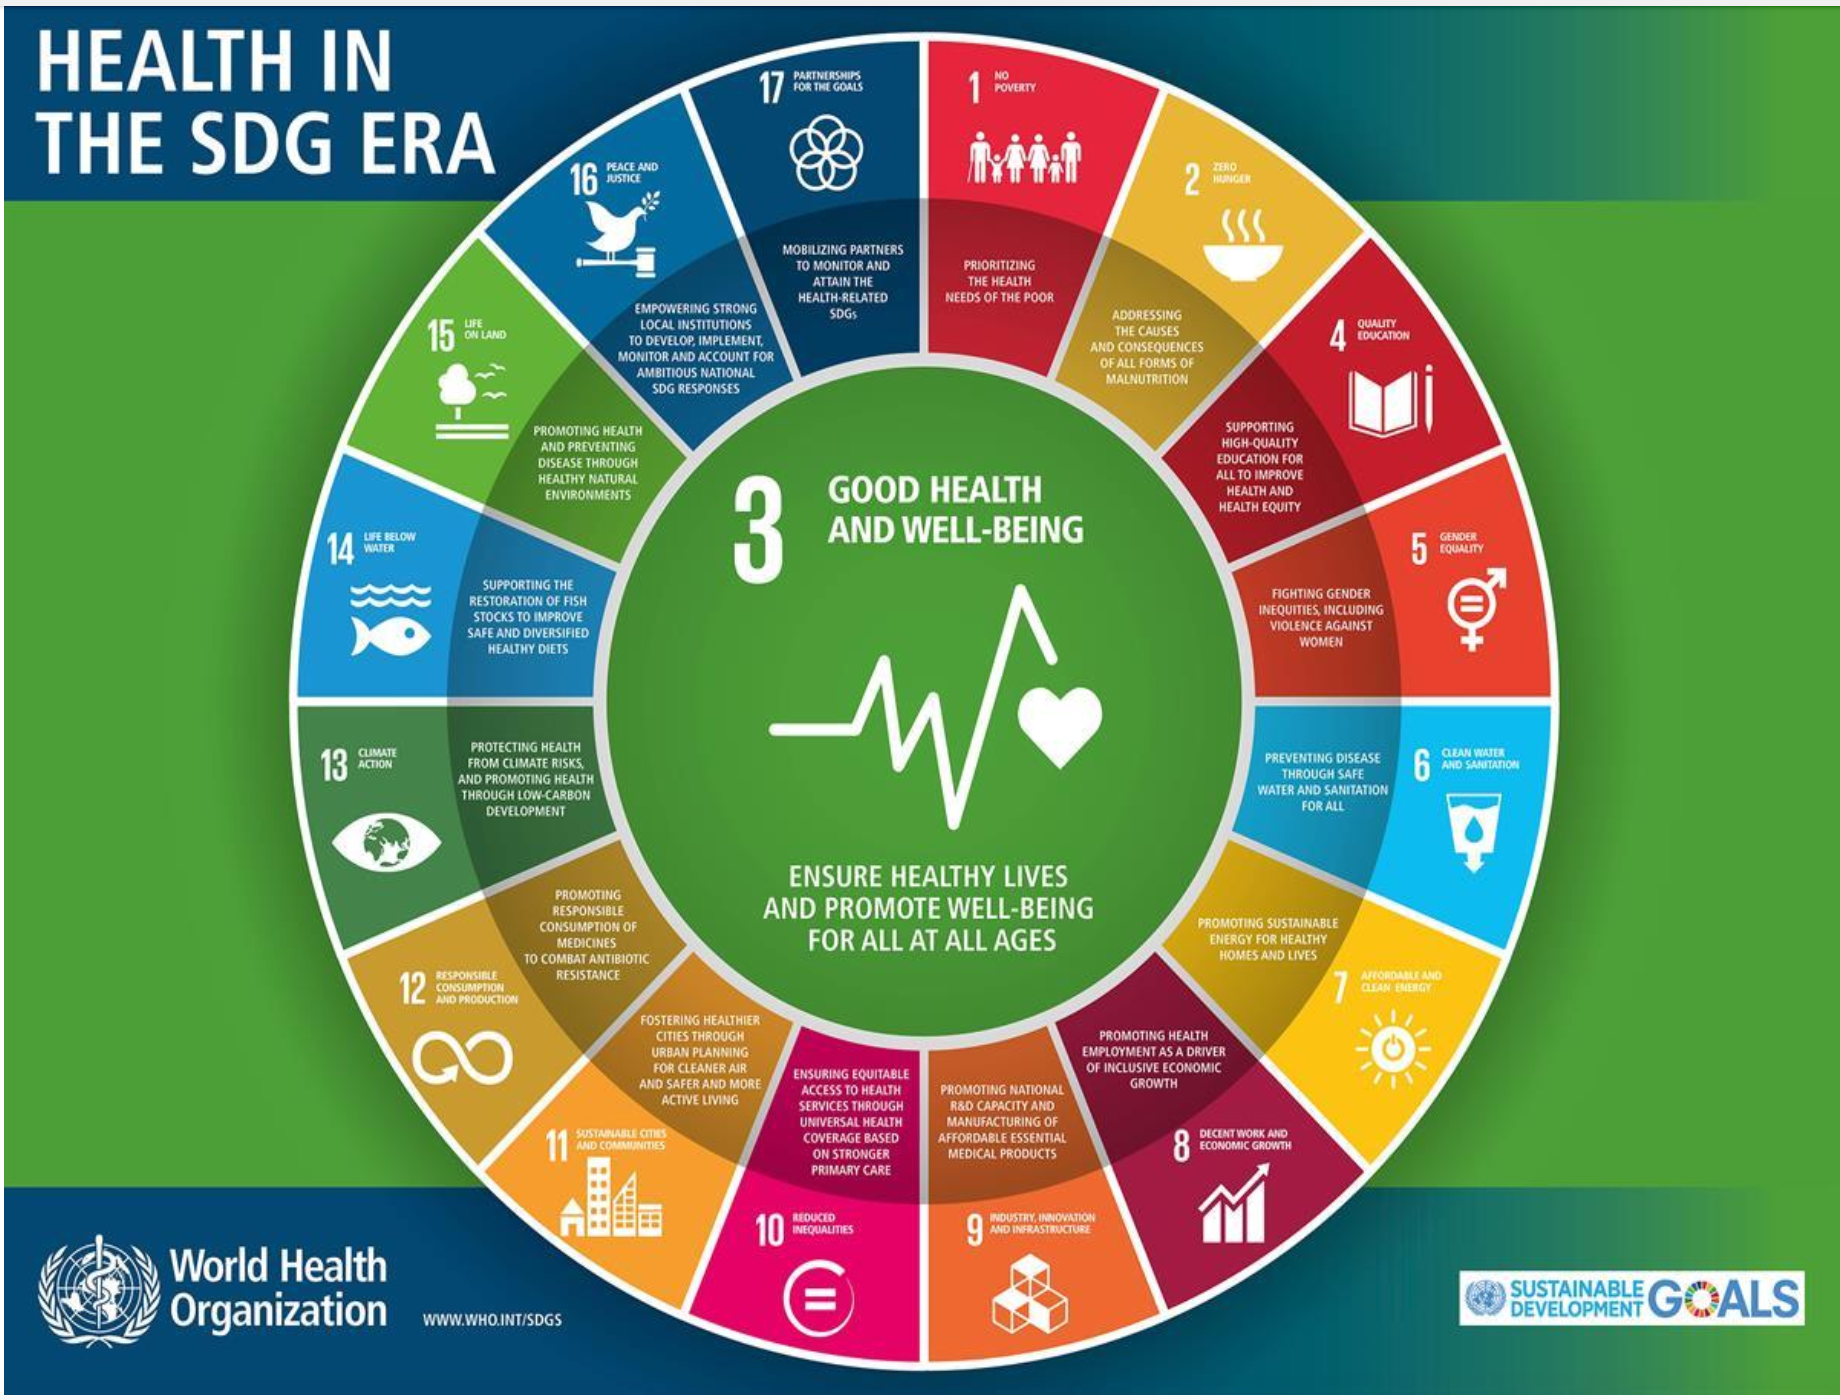 HEALTH IN
THE SDG ERA
17
PARTNERSHIPS
FOR THE GOALS
MOBILIZING PARTNERS
TO MONITOR AND
ATTAIN THE
HEALTH-RELATED
SDGs
1
NO
POVERTY
PRIORITIZING
THE HEALTH
NEEDS OF THE POOR
2
ZERO
HUNGER
ADDRESSING
THE CAUSES
AND CONSEQUENCES
OF ALL FORMS OF
MALNUTRITION
4
QUALITY
EDUCATION
SUPPORTING
HIGH-QUALITY
EDUCATION FOR
ALL TO IMPROVE
HEALTH AND
HEALTH EQUITY
5
GENDER
EQUALITY
FIGHTING GENDER
INEQUITIES, INCLUDING
VIOLENCE AGAINST
WOMEN
6
CLEAN WATER
AND SANITATION
PREVENTING DISEASE
THROUGH SAFE
WATER AND SANITATION
FOR ALL
7
AFFORDABLE AND
CLEAN ENERGY
PROMOTING SUSTAINABLE
ENERGY FOR HEALTHY
HOMES AND LIVES
8
DECENT WORK AND
ECONOMIC GROWTH
PROMOTING HEALTH
EMPLOYMENT AS A DRIVER
OF INCLUSIVE ECONOMIC
GROWTH
9
INDUSTRY, INNOVATION
AND INFRASTRUCTURE
PROMOTING NATIONAL
R&D CAPACITY AND
MANUFACTURING OF
AFFORDABLE ESSENTIAL
MEDICAL PRODUCTS
10
REDUCED
INEQUALITIES
ENSURING EQUITABLE
ACCESS TO HEALTH
SERVICES THROUGH
UNIVERSAL HEALTH
COVERAGE BASED
ON STRONGER
PRIMARY CARE
11
SUSTAINABLE CITIES
AND COMMUNITIES
FOSTERING HEALTHIER
CITIES THROUGH
URBAN PLANNING
FOR CLEANER AIR
AND SAFER AND MORE
ACTIVE LIVING
12
RESPONSIBLE
CONSUMPTION
AND PRODUCTION
PROMOTING
RESPONSIBLE
CONSUMPTION OF
MEDICINES
TO COMBAT ANTIBIOTIC
RESISTANCE
13
CLIMATE
ACTION
PROTECTING HEALTH
FROM CLIMATE RISKS,
AND PROMOTING HEALTH
THROUGH LOW-CARBON
DEVELOPMENT
14
LIFE BELOW
WATER
SUPPORTING THE
RESTORATION OF FISH
STOCKS TO IMPROVE
SAFE AND DIVERSIFIED
HEALTHY DIETS
15
LIFE
ON LAND
PROMOTING HEALTH
AND PREVENTING
DISEASE THROUGH
HEALTHY NATURAL
ENVIRONMENTS
16
PEACE AND
JUSTICE
EMPOWERING STRONG
LOCAL INSTITUTIONS
TO DEVELOP, IMPLEMENT,
MONITOR AND ACCOUNT FOR
AMBITIOUS NATIONAL
SDG RESPONSES
3
GOOD HEALTH
AND WELL-BEING
ENSURE HEALTHY LIVES
AND PROMOTE WELL-BEING
FOR ALL AT ALL AGES
World Health
Organization
WWW.WHO.INT/SDGS
SUSTAINABLE
DEVELOPMENT
GOALS